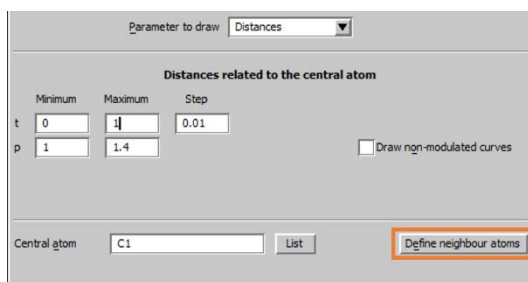 Parameter to draw Distances
Distances related to the central atom
Minimum Maximum Step
t 0 1 0.01
p 1 1.4 Draw non-modulated curves
Central atom C1 List Define neighbour atoms